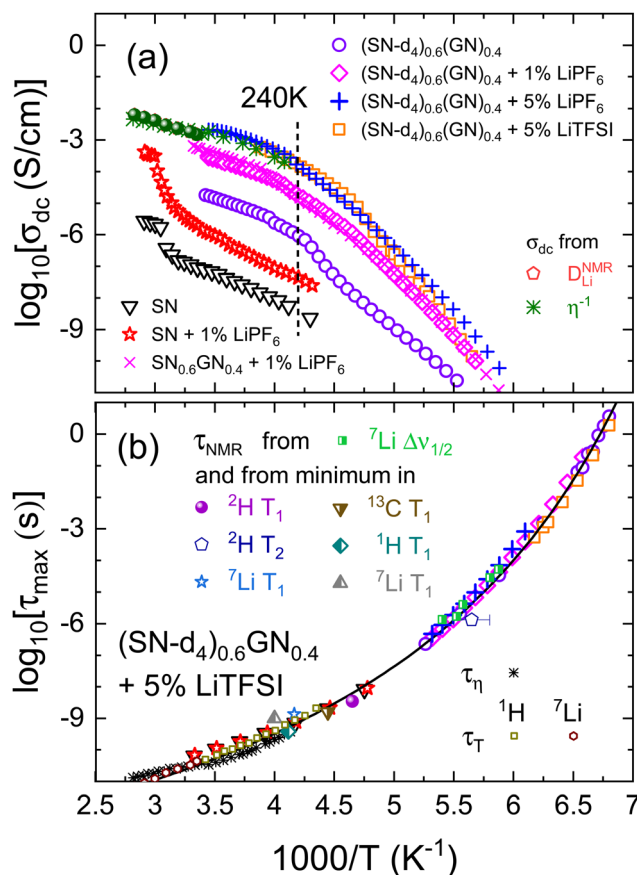 (a)
(SN-d4)0.6(GN)0.4
(SN-d4)0.6(GN)0.4 + 1% LiPF6
(SN-d4)0.6(GN)0.4 + 5% LiPF6
(SN-d4)0.6(GN)0.4 + 5% LiTFSI
240K
σdc from
D Li NMR
η-1
SN
SN + 1% LiPF6
SN0.6GN0.4 + 1% LiPF6
log10[σdc (S/cm)]
0
-3
-6
-9
(b)
τNMR from 7Li Δν1/2
and from minimum in
2H T1 13C T1
2H T2 1H T1
7Li T1 7Li T1
(SN-d4)0.6GN0.4
+ 5% LiTFSI
τη
1H 7Li
τT
log10[τmax (s)]
0
-3
-6
-9
2.5 3 3.5 4 4.5 5 5.5 6 6.5 7
1000/T (K-1)